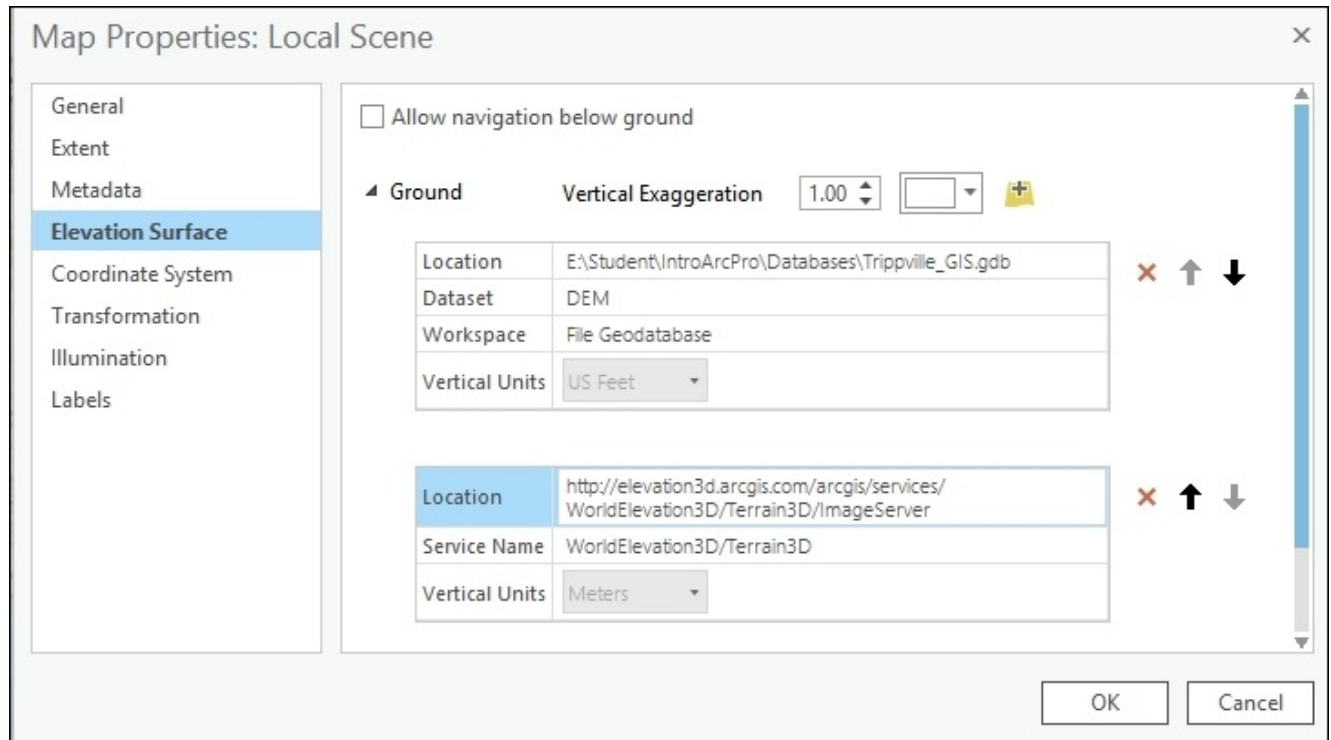 Map Properties: Local Scene
General
Extent
Metadata
Elevation Surface
Coordinate System
Transformation
Illumination
Labels
Allow navigation below ground
Ground Vertical Exaggeration 1.00
Location E:\Student\IntroArcPro\Databases\Trippville_GIS.gdb
Dataset DEM
Workspace File Geodatabase
Vertical Units US Feet
Location http://elevation3d.arcgis.com/arcgis/services/
WorldElevation3D/Terrain3D/ImageServer
Service Name WorldElevation3D/Terrain3D
Vertical Units Meters
OK Cancel